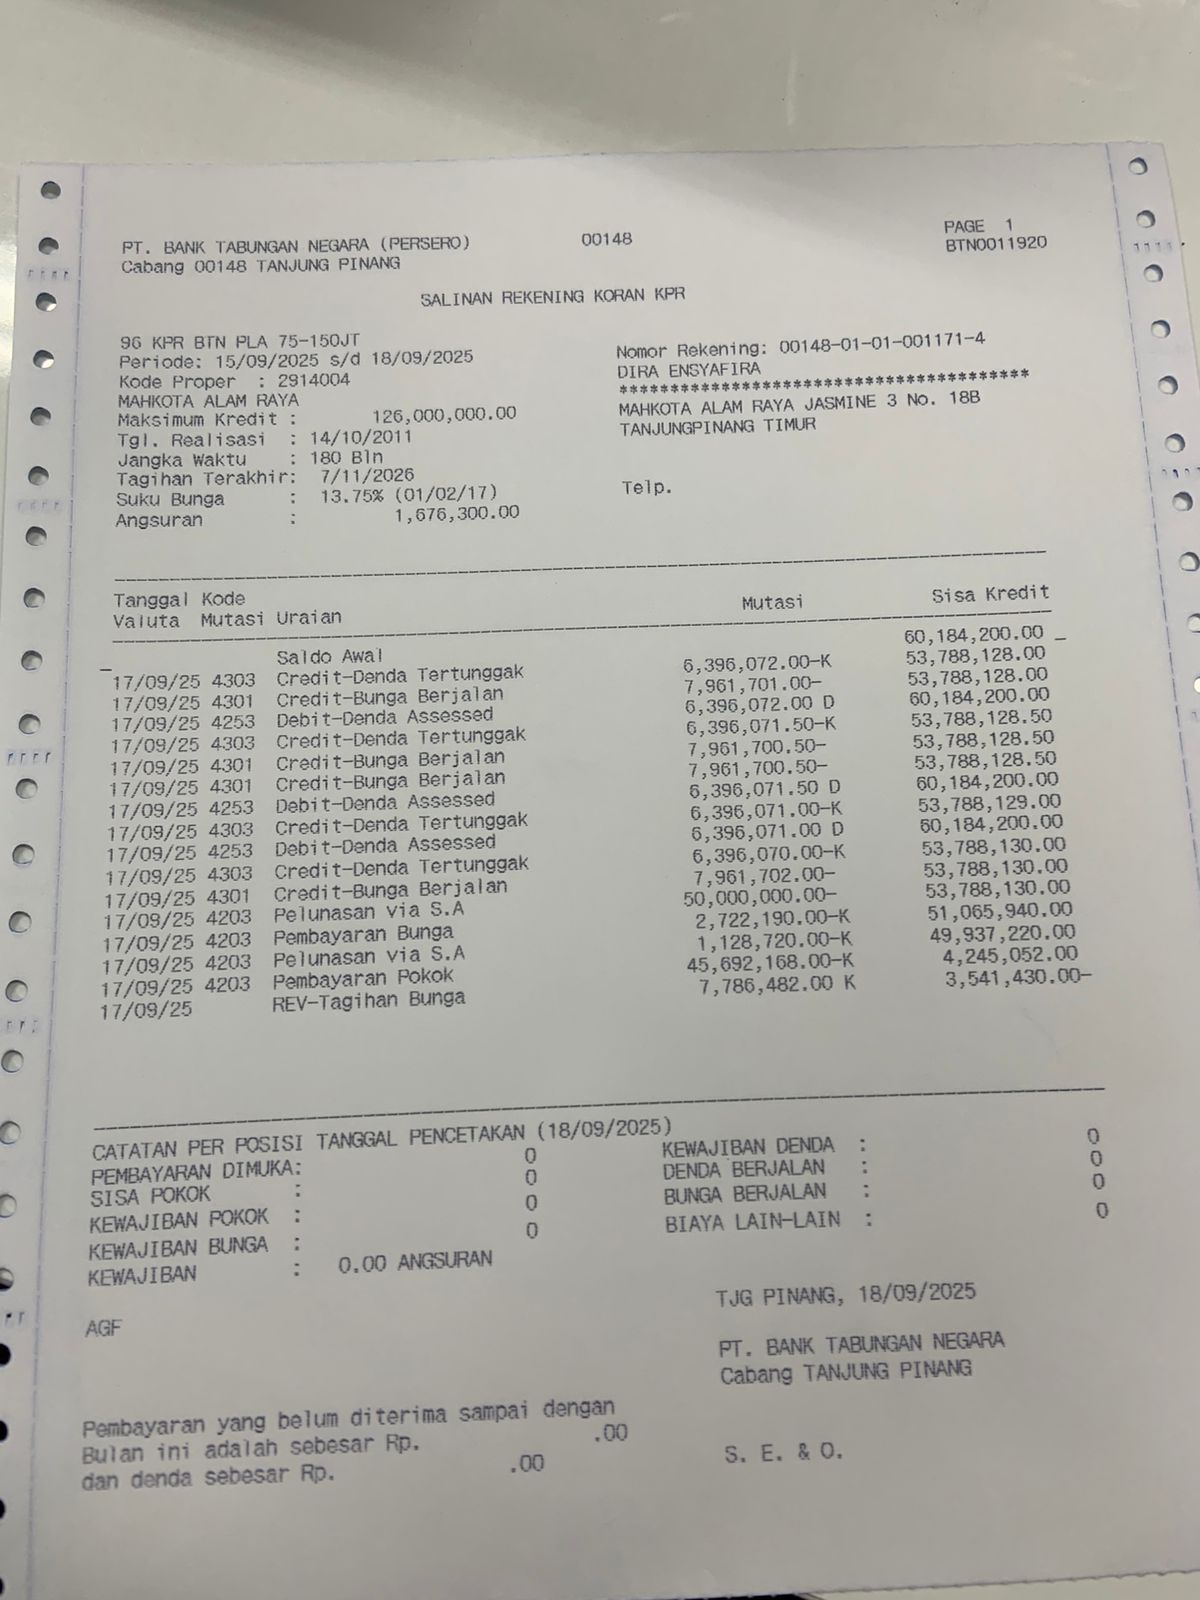 PAGE 1
PT. BANK TABUNGAN NEGARA (PERSERO) 00148 BTN0011920
Cabang 00148 TANJUNG PINANG
SALINAN REKENING KORAN KPR
96 KPR BTN PLA 75-150JT
Periode: 15/09/2025 s/d 18/09/2025 Nomor Rekening: 00148-01-01-001171-4
Kode Proper : 2914004 DIRA ENSYAFIRA
MAHKOTA ALAM RAYA ****************************************
Maksimum Kredit : 126,000,000.00 MAHKOTA ALAM RAYA JASMINE 3 No. 18B
Tgl. Realisasi : 14/10/2011 TANJUNGPINANG TIMUR
Jangka Waktu : 180 Bln
Tagihan Terakhir: 7/11/2026
Suku Bunga : 13.75% (01/02/17) Telp.
Angsuran : 1,676,300.00
Tanggal Kode
Valuta Mutasi Uraian Mutasi Sisa Kredit
Saldo Awal 60,184,200.00
17/09/25 4303 Credit-Denda Tertunggak 6,396,072.00-K 53,788,128.00
17/09/25 4301 Credit-Bunga Berjalan 7,961,701.00- 53,788,128.00
17/09/25 4253 Debit-Denda Assessed 6,396,072.00 D 60,184,200.00
17/09/25 4303 Credit-Denda Tertunggak 6,396,071.50-K 53,788,128.50
17/09/25 4301 Credit-Bunga Berjalan 7,961,700.50- 53,788,128.50
17/09/25 4301 Credit-Bunga Berjalan 7,961,700.50- 53,788,128.50
17/09/25 4253 Debit-Denda Assessed 6,396,071.50 D 60,184,200.00
17/09/25 4303 Credit-Denda Tertunggak 6,396,071.00-K 53,788,129.00
17/09/25 4253 Debit-Denda Assessed 6,396,071.00 D 60,184,200.00
17/09/25 4303 Credit-Denda Tertunggak 6,396,070.00-K 53,788,130.00
17/09/25 4301 Credit-Bunga Berjalan 7,961,702.00- 53,788,130.00
17/09/25 4203 Pelunasan via S.A 50,000,000.00- 53,788,130.00
17/09/25 4203 Pembayaran Bunga 2,722,190.00-K 51,065,940.00
17/09/25 4203 Pelunasan via S.A 1,128,720.00-K 49,937,220.00
17/09/25 4203 Pembayaran Pokok 45,692,168.00-K 4,245,052.00
17/09/25 REV-Tagihan Bunga 7,786,482.00 K 3,541,430.00-
CATATAN PER POSISI TANGGAL PENCETAKAN (18/09/2025)
PEMBAYARAN DIMUKA: 0 KEWAJIBAN DENDA : 0
SISA POKOK : 0 DENDA BERJALAN : 0
KEWAJIBAN POKOK : 0 BUNGA BERJALAN : 0
KEWAJIBAN BUNGA : 0 BIAYA LAIN-LAIN : 0
KEWAJIBAN : 0.00 ANGSURAN
TJG PINANG, 18/09/2025
AGF
PT. BANK TABUNGAN NEGARA
Cabang TANJUNG PINANG
Pembayaran yang belum diterima sampai dengan
Bulan ini adalah sebesar Rp. .00
dan denda sebesar Rp. .00 S. E. & O.